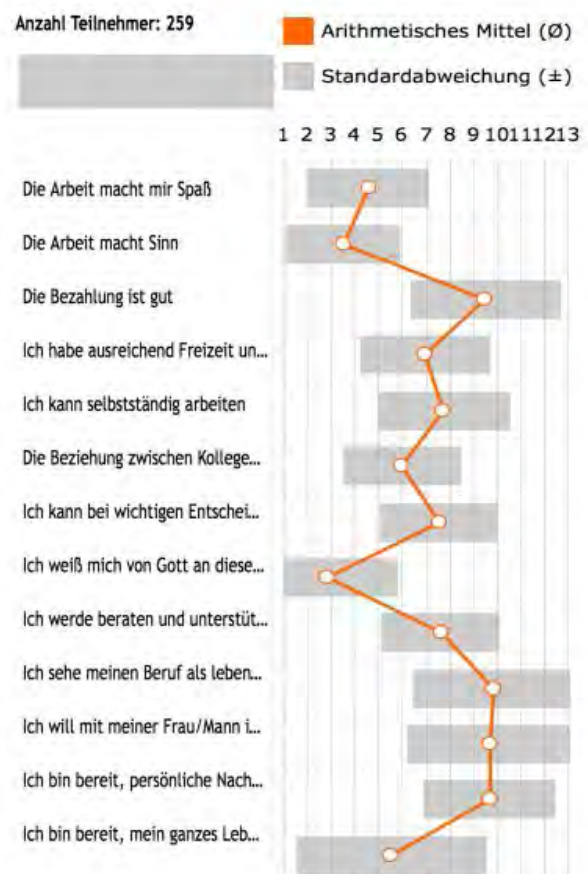 Anzahl Teilnehmer: 259
Arithmetisches Mittel (Ø)
Standardabweichung (±)
1 2 3 4 5 6 7 8 9 10 11 12 13
Die Arbeit macht mir Spaß
Die Arbeit macht Sinn
Die Bezahlung ist gut
Ich habe ausreichend Freizeit un...
Ich kann selbstständig arbeiten
Die Beziehung zwischen Kollege...
Ich kann bei wichtigen Entschei...
Ich weiß mich von Gott an diese...
Ich werde beraten und unterstüt...
Ich sehe meinen Beruf als leben...
Ich will mit meiner Frau/Mann i...
Ich bin bereit, persönliche Nach...
Ich bin bereit, mein ganzes Leb...